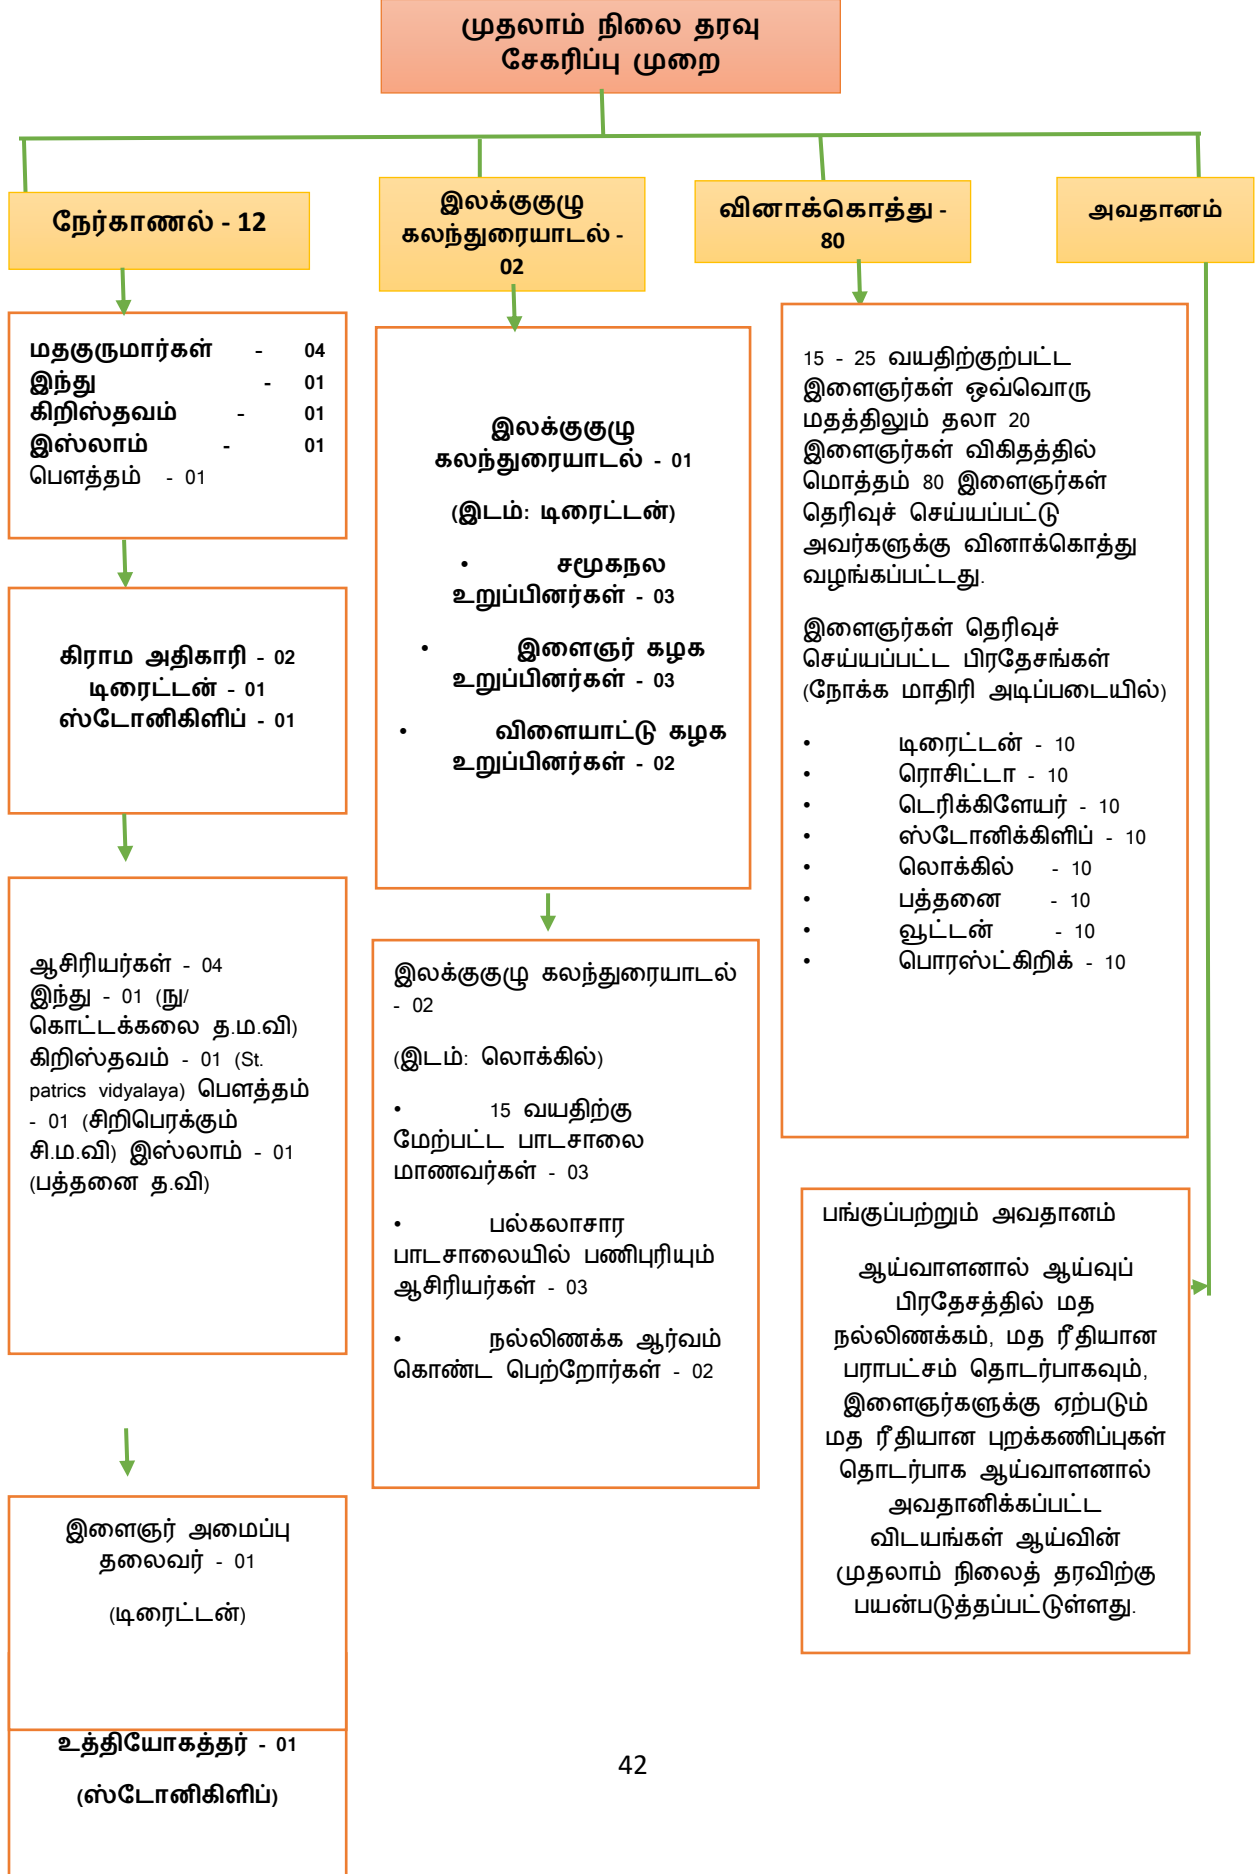 முதலாம் நிலை தரவு
சேகரிப்பு முறை
நேர்காணல் - 12
மதகுருமார்கள் - 04
இந்து - 01
கிறிஸ்தவம் - 01
இஸ்லாம் - 01
பௌத்தம் - 01
கிராம அதிகாரி - 02
டிரைட்டன் - 01
ஸ்டோனிகிளிப் - 01
ஆசிரியர்கள் - 04
இந்து - 01 (நு/
கொட்டக்கலை த.ம.வி)
கிறிஸ்தவம் - 01 (St.
patrics vidyalaya) பௌத்தம்
- 01 (சிறிபெரக்கும்
சி.ம.வி) இஸ்லாம் - 01
(பத்தனை த.வி)
இளைஞர் அமைப்பு
தலைவர் - 01
(டிரைட்டன்)
உத்தியோகத்தர் - 01
(ஸ்டோனிகிளிப்)
இலக்குகுழு
கலந்துரையாடல் -
02
இலக்குகுழு
கலந்துரையாடல் - 01
(இடம்: டிரைட்டன்)
• சமூகநல
உறுப்பினர்கள் - 03
• இளைஞர் கழக
உறுப்பினர்கள் - 03
• விளையாட்டு கழக
உறுப்பினர்கள் - 02
இலக்குகுழு கலந்துரையாடல்
- 02
(இடம்: லொக்கில்)
• 15 வயதிற்கு
மேற்பட்ட பாடசாலை
மாணவர்கள் - 03
• பல்கலாசார
பாடசாலையில் பணிபுரியும்
ஆசிரியர்கள் - 03
• நல்லிணக்க ஆர்வம்
கொண்ட பெற்றோர்கள் - 02
வினாக்கொத்து -
80
15 - 25 வயதிற்குற்பட்ட
இளைஞர்கள் ஒவ்வொரு
மதத்திலும் தலா 20
இளைஞர்கள் விகிதத்தில்
மொத்தம் 80 இளைஞர்கள்
தெரிவுச் செய்யப்பட்டு
அவர்களுக்கு வினாக்கொத்து
வழங்கப்பட்டது.
இளைஞர்கள் தெரிவுச்
செய்யப்பட்ட பிரதேசங்கள்
(நோக்க மாதிரி அடிப்படையில்)
• டிரைட்டன் - 10
• ரொசிட்டா - 10
• டெரிக்கிளேயர் - 10
• ஸ்டோனிக்கிளிப் - 10
• லொக்கில் - 10
• பத்தனை - 10
• வூட்டன் - 10
• பொரஸ்ட்கிறிக் - 10
அவதானம்
பங்குப்பற்றும் அவதானம்
ஆய்வாளனால் ஆய்வுப்
பிரதேசத்தில் மத
நல்லிணக்கம், மத ரீதியான
பராபட்சம் தொடர்பாகவும்,
இளைஞர்களுக்கு ஏற்படும்
மத ரீதியான புறக்கணிப்புகள்
தொடர்பாக ஆய்வாளனால்
அவதானிக்கப்பட்ட
விடயங்கள் ஆய்வின்
முதலாம் நிலைத் தரவிற்கு
பயன்படுத்தப்பட்டுள்ளது.
42